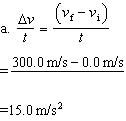 a. Δv/t = (v_f − v_i)/t
= 300.0 m/s − 0.0 m/s
=15.0 m/s²